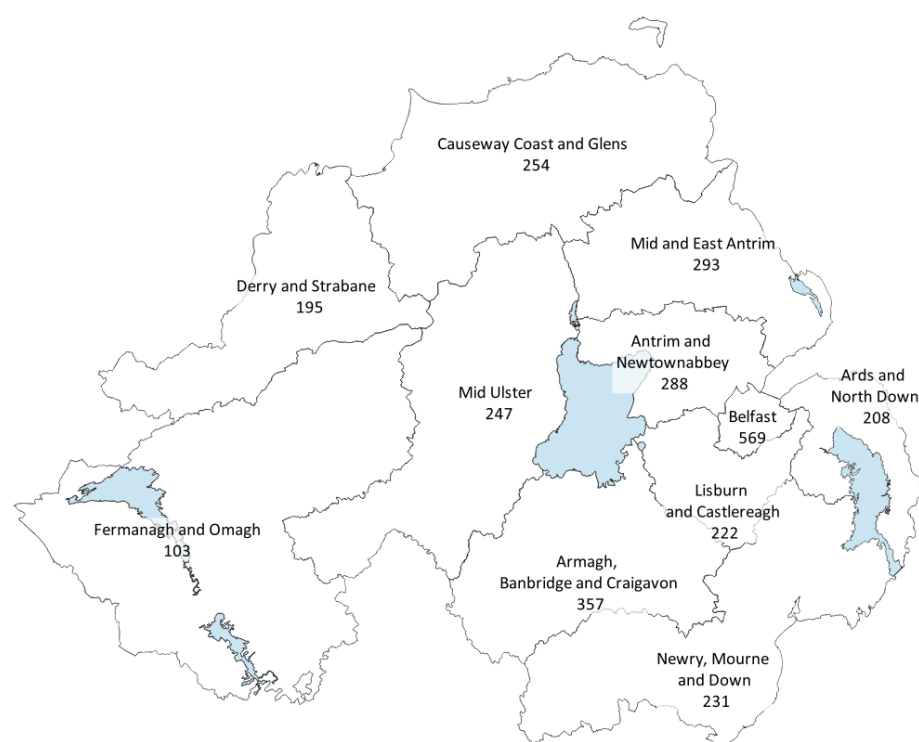 Causeway Coast and Glens
254
Mid and East Antrim
293
Derry and Strabane
195
Antrim and
Newtownabbey
288
Mid Ulster
247
Ards and
North Down
208
Belfast
569
Lisburn
and Castlereagh
222
Fermanagh and Omagh
103
Armagh,
Banbridge and Craigavon
357
Newry, Mourne
and Down
231